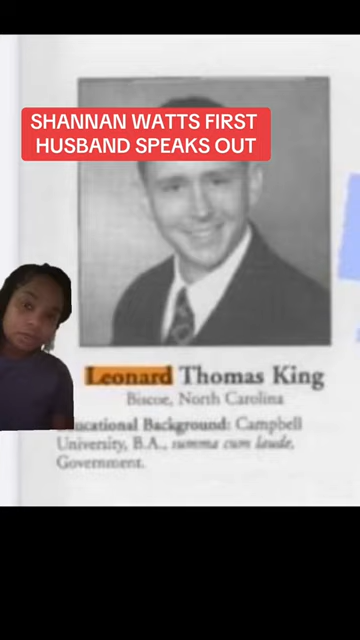 SHANNAN WATTS FIRST
HUSBAND SPEAKS OUT
Leonard Thomas King
Biscoe, North Carolina
ucational Background: Campbell
University, B.A., summa cum laude,
Government.